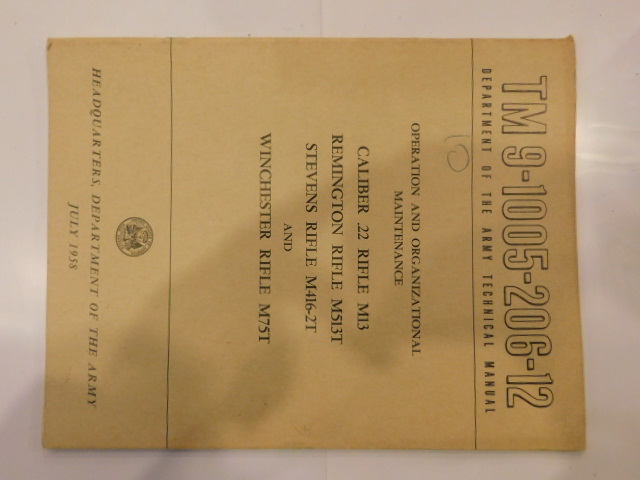 TM 9-1005-206-12
DEPARTMENT OF THE ARMY TECHNICAL MANUAL
10
OPERATION AND ORGANIZATIONAL
MAINTENANCE
CALIBER .22 RIFLE M13
REMINGTON RIFLE M513T
STEVENS RIFLE M416-2T
AND
WINCHESTER RIFLE M75T
HEADQUARTERS, DEPARTMENT OF THE ARMY
JULY 1958